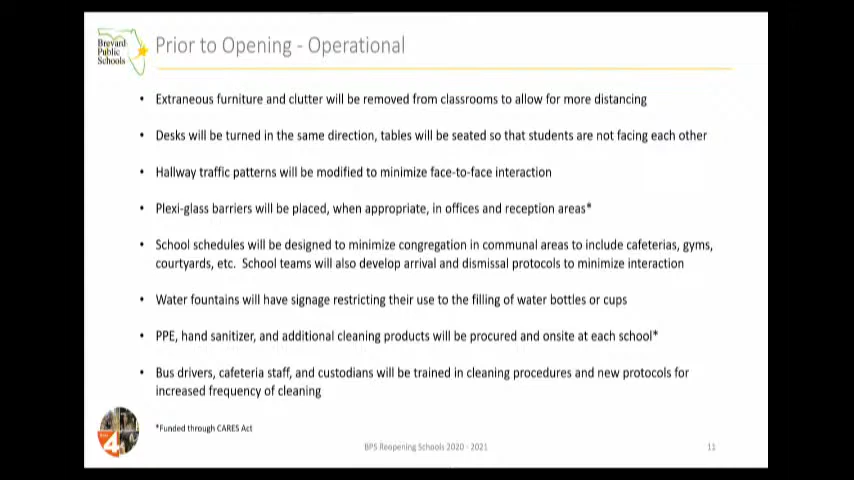 Brevard
Public
Schools
Prior to Opening - Operational
• Extraneous furniture and clutter will be removed from classrooms to allow for more distancing
• Desks will be turned in the same direction, tables will be seated so that students are not facing each other
• Hallway traffic patterns will be modified to minimize face-to-face interaction
• Plexi-glass barriers will be placed, when appropriate, in offices and reception areas*
• School schedules will be designed to minimize congregation in communal areas to include cafeterias, gyms,
courtyards, etc. School teams will also develop arrival and dismissal protocols to minimize interaction
• Water fountains will have signage restricting their use to the filling of water bottles or cups
• PPE, hand sanitizer, and additional cleaning products will be procured and onsite at each school*
• Bus drivers, cafeteria staff, and custodians will be trained in cleaning procedures and new protocols for
increased frequency of cleaning
*Funded through CARES Act
4
BPS Reopening Schools 2020 - 2021
11